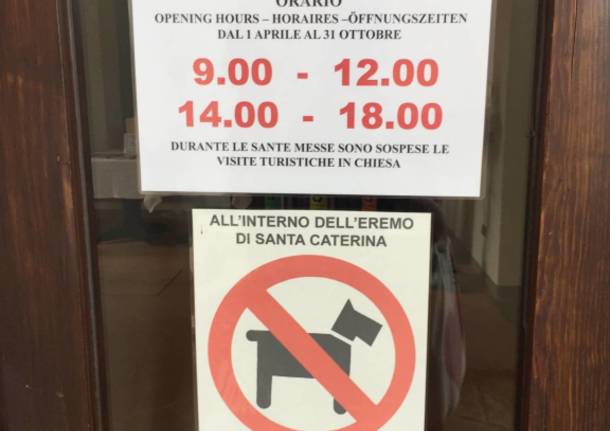 ORARIO
OPENING HOURS – HORAIRES –ÖFFNUNGSZEITEN
DAL 1 APRILE AL 31 OTTOBRE
9.00 - 12.00
14.00 - 18.00
DURANTE LE SANTE MESSE SONO SOSPESE LE
VISITE TURISTICHE IN CHIESA
ALL'INTERNO DELL'EREMO
DI SANTA CATERINA